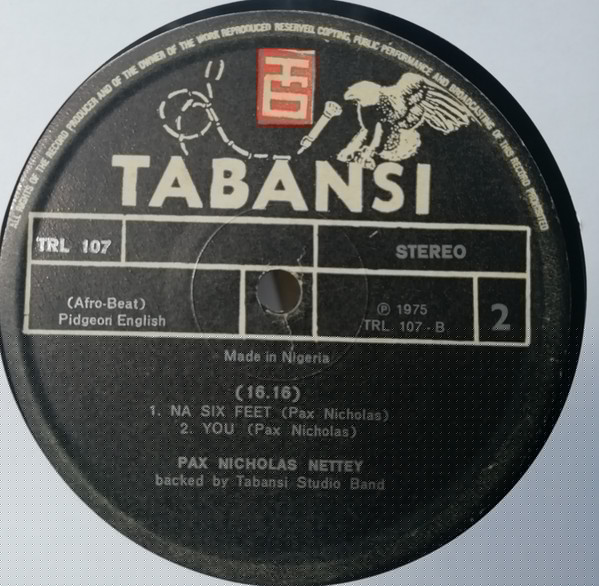 ALL RIGHTS OF THE RECORD PRODUCER AND OF THE OWNER OF THE WORK REPRODUCED RESERVED. COPYING, PUBLIC PERFORMANCE AND BROADCASTING OF THIS RECORD PROHIBITED
TABANSI
TRL 107
STEREO
(Afro-Beat)
Pidgeon English
℗ 1975
TRL 107 - B
2
Made in Nigeria
(16.16)
1. NA SIX FEET (Pax Nicholas)
2. YOU (Pax Nicholas)
PAX NICHOLAS NETTEY
backed by Tabansi Studio Band